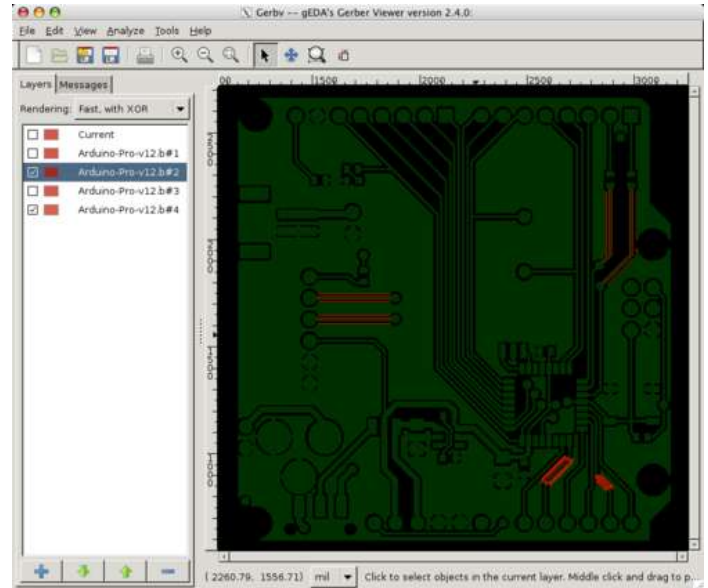 Gerbv -- gEDA's Gerber Viewer version 2.4.0:
File Edit View Analyze Tools Help
Layers Messages
Rendering: Fast, with XOR
Current
Arduino-Pro-v12.b#1
Arduino-Pro-v12.b#2
Arduino-Pro-v12.b#3
Arduino-Pro-v12.b#4
00 1500 2000 2500 3000
( 2260.79, 1556.71) mil Click to select objects in the current layer. Middle click and drag to p...